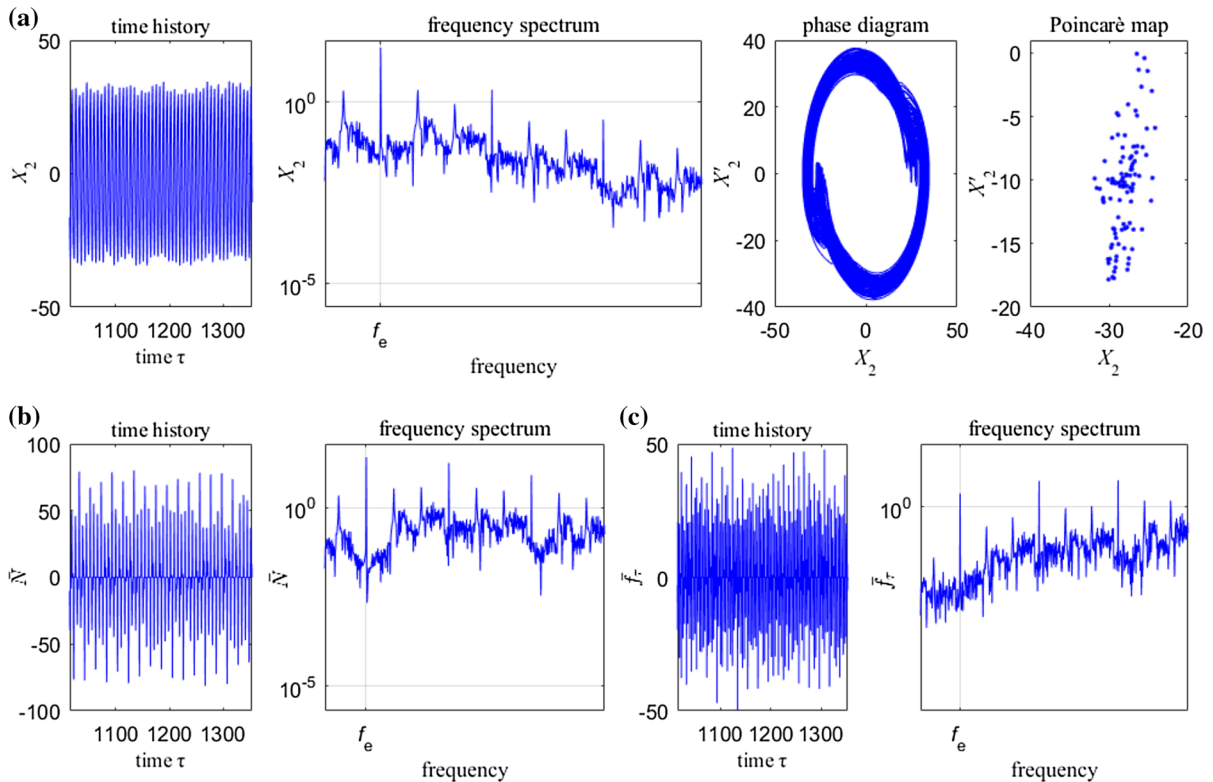 (a)
time history
frequency spectrum
phase diagram
Poincarè map
50
0
-50
X2
1100 1200 1300
time τ
10^0
10^-5
X2
fe
frequency
40
20
0
-20
-40
X'2
-50 0 50
X2
0
-5
-10
-15
-20
X'2
-40 -30 -20
X2
(b)
time history
frequency spectrum
100
50
0
-50
-100
N̄
1100 1200 1300
time τ
10^0
10^-5
N̄
fe
frequency
(c)
time history
frequency spectrum
50
0
-50
f̄τ
1100 1200 1300
time τ
10^0
f̄τ
fe
frequency